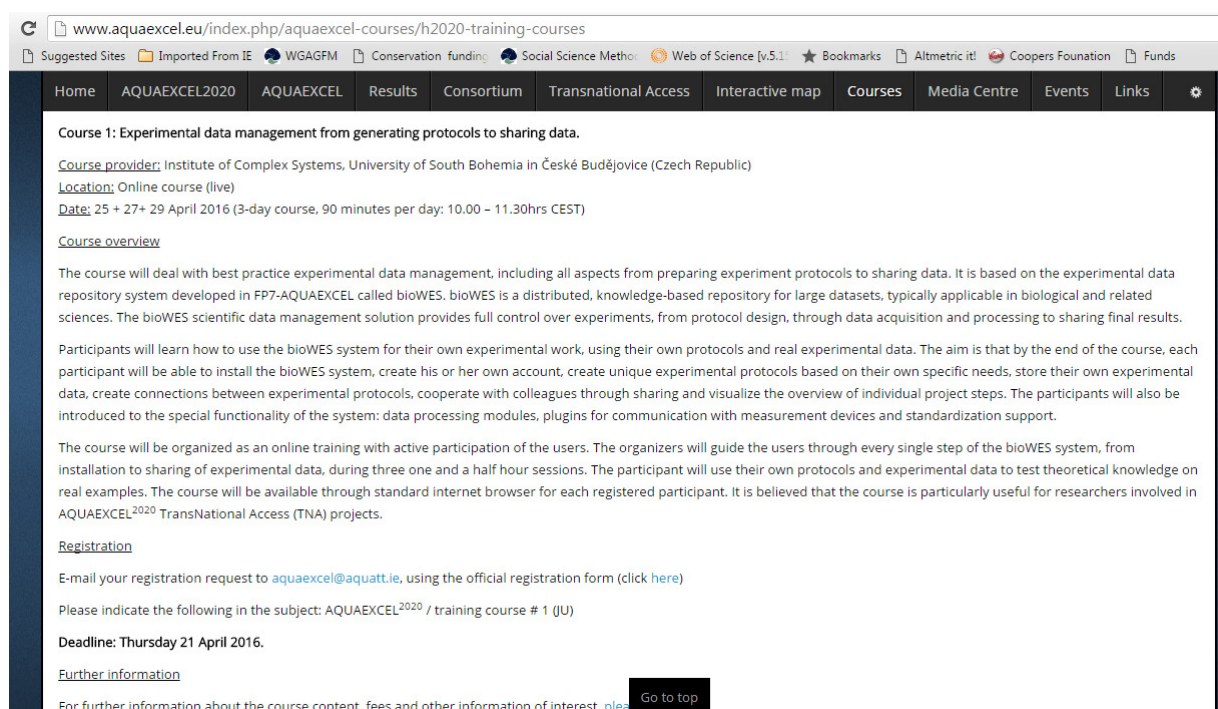 www.aquaexcel.eu/index.php/aquaexcel-courses/h2020-training-courses
Suggested Sites Imported From IE WGAGFM Conservation funding Social Science Metho Web of Science [v.5.1 Bookmarks Altmetric it! Coopers Founation Funds
Home AQUAEXCEL2020 AQUAEXCEL Results Consortium Transnational Access Interactive map Courses Media Centre Events Links
Course 1: Experimental data management from generating protocols to sharing data.
Course provider: Institute of Complex Systems, University of South Bohemia in České Budějovice (Czech Republic)
Location: Online course (live)
Date: 25 + 27+ 29 April 2016 (3-day course, 90 minutes per day: 10.00 – 11.30hrs CEST)
Course overview
The course will deal with best practice experimental data management, including all aspects from preparing experiment protocols to sharing data. It is based on the experimental data
repository system developed in FP7-AQUAEXCEL called bioWES. bioWES is a distributed, knowledge-based repository for large datasets, typically applicable in biological and related
sciences. The bioWES scientific data management solution provides full control over experiments, from protocol design, through data acquisition and processing to sharing final results.
Participants will learn how to use the bioWES system for their own experimental work, using their own protocols and real experimental data. The aim is that by the end of the course, each
participant will be able to install the bioWES system, create his or her own account, create unique experimental protocols based on their own specific needs, store their own experimental
data, create connections between experimental protocols, cooperate with colleagues through sharing and visualize the overview of individual project steps. The participants will also be
introduced to the special functionality of the system: data processing modules, plugins for communication with measurement devices and standardization support.
The course will be organized as an online training with active participation of the users. The organizers will guide the users through every single step of the bioWES system, from
installation to sharing of experimental data, during three one and a half hour sessions. The participant will use their own protocols and experimental data to test theoretical knowledge on
real examples. The course will be available through standard internet browser for each registered participant. It is believed that the course is particularly useful for researchers involved in
AQUAEXCEL2020 TransNational Access (TNA) projects.
Registration
E-mail your registration request to aquaexcel@aquatt.ie, using the official registration form (click here)
Please indicate the following in the subject: AQUAEXCEL2020 / training course # 1 (JU)
Deadline: Thursday 21 April 2016.
Further information
For further information about the course content, fees and other information of interest, plea
Go to top